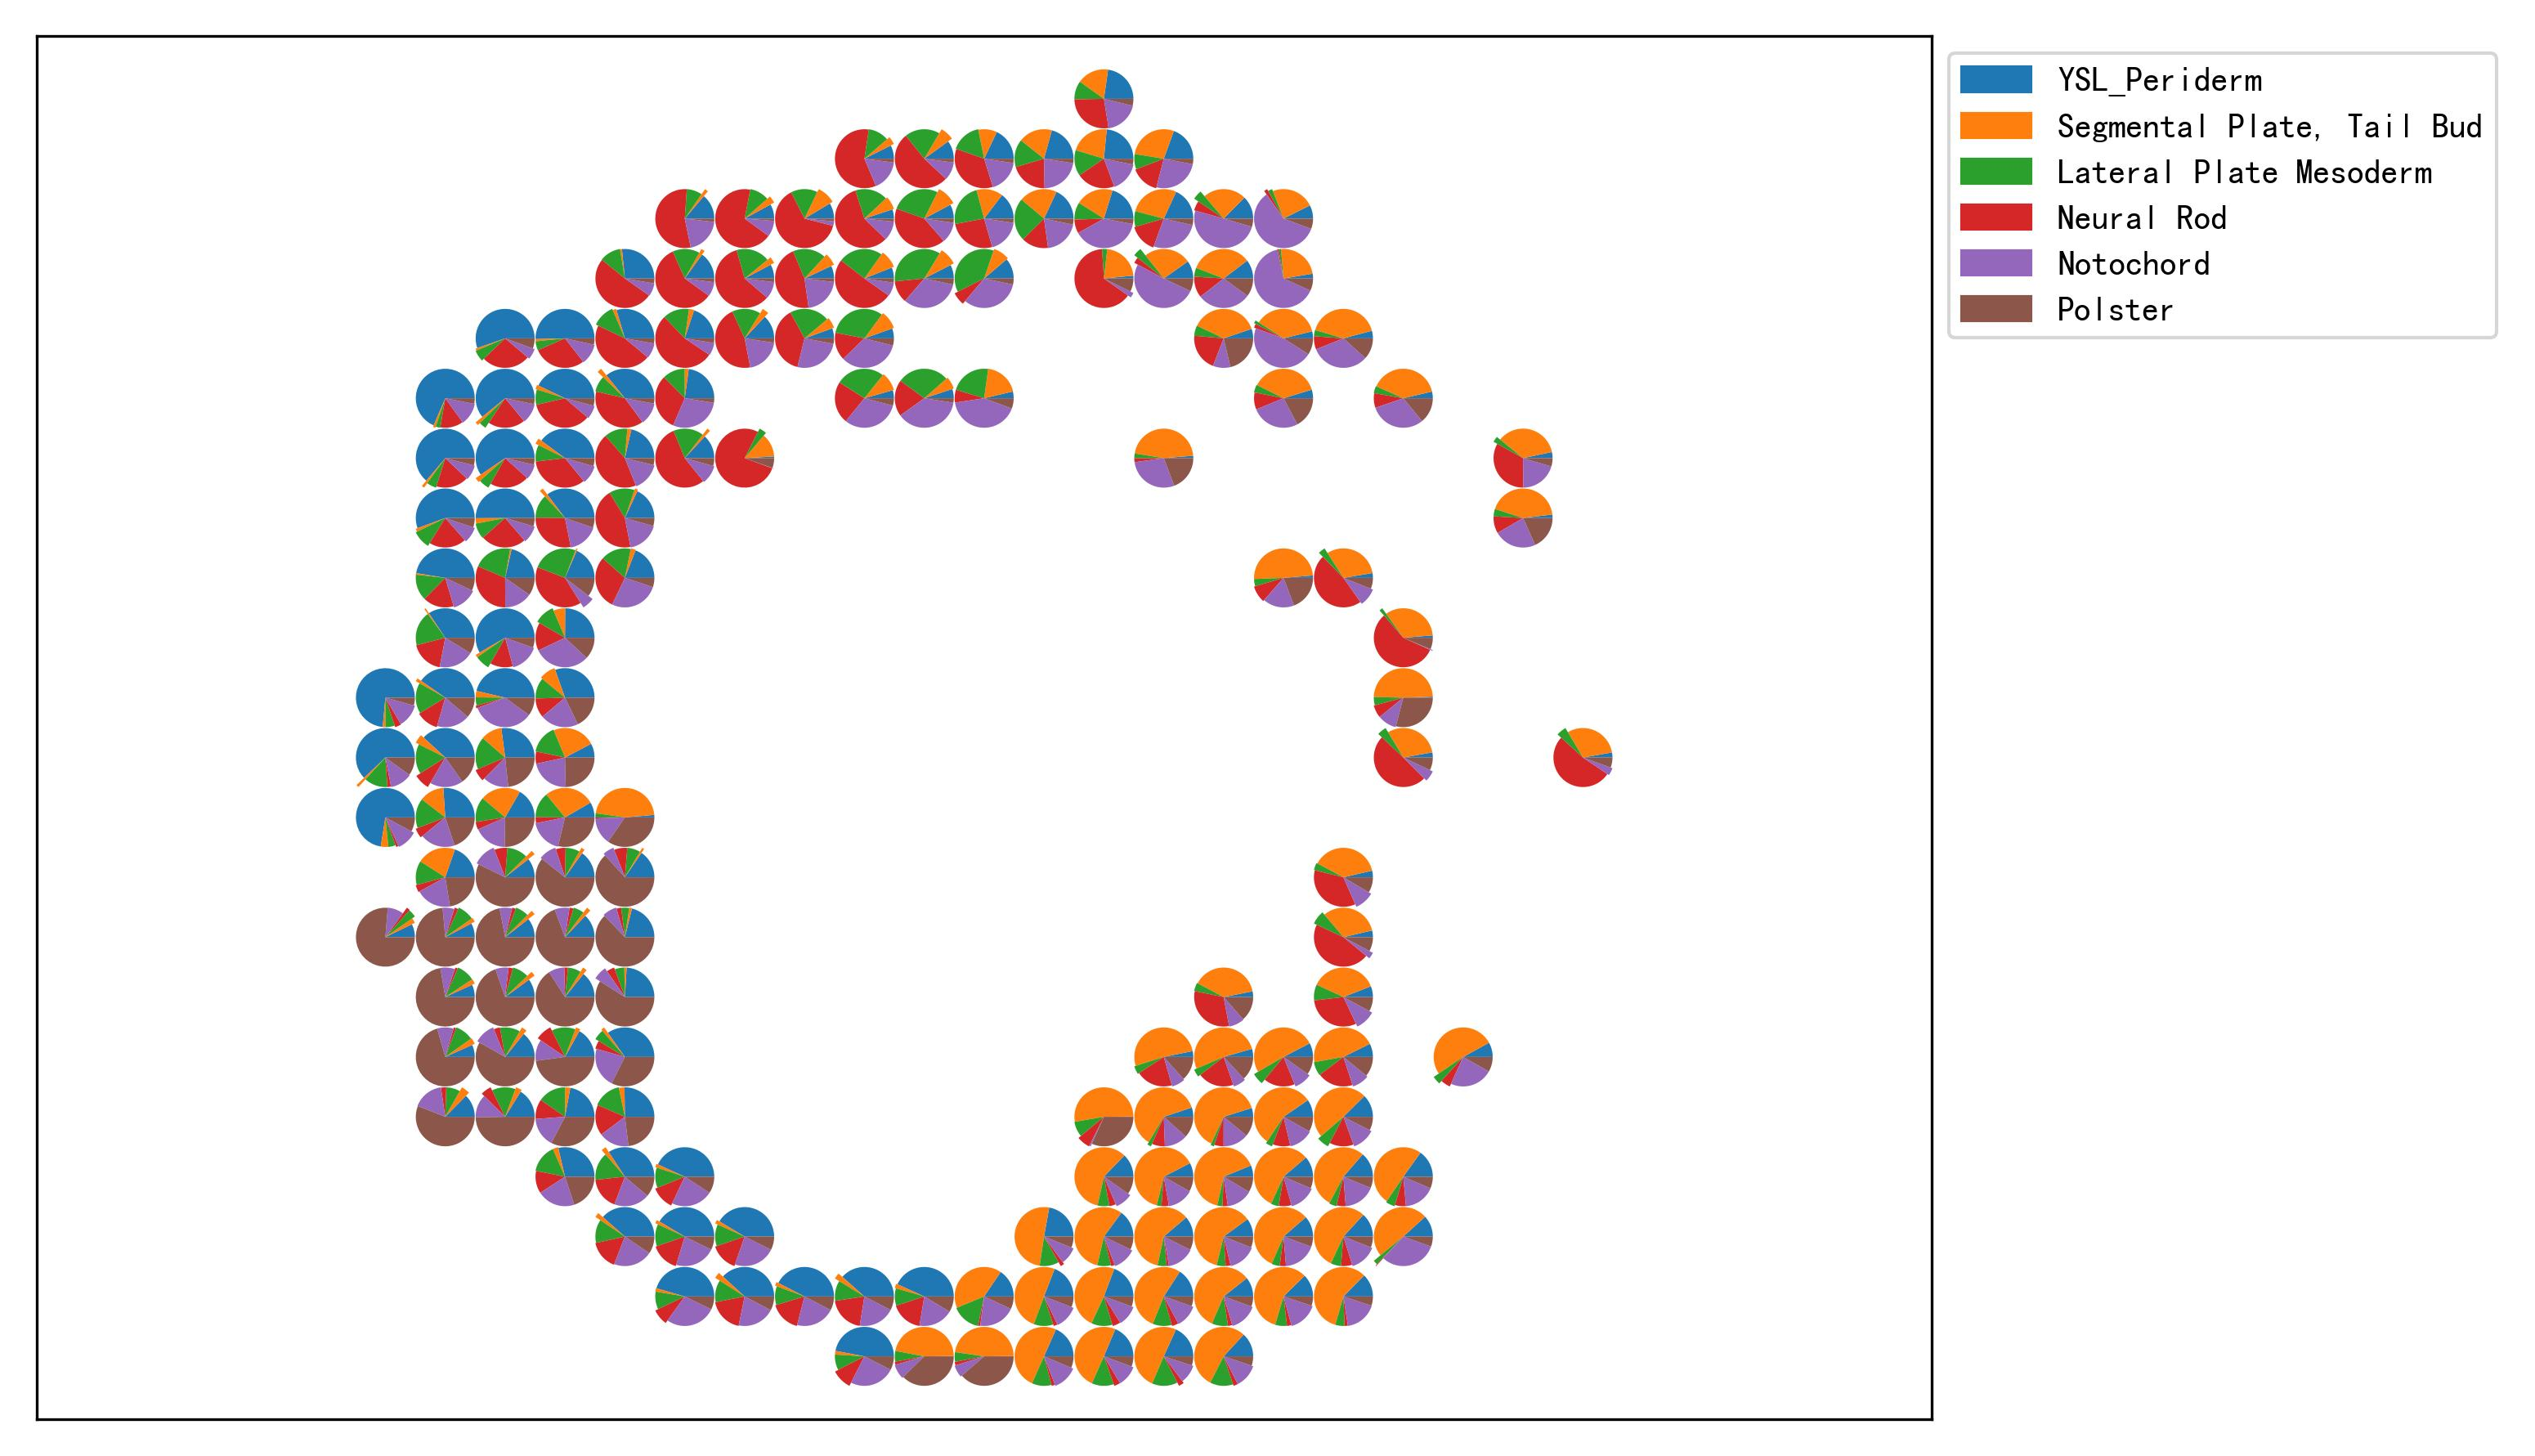 YSL_Periderm
Segmental Plate, Tail Bud
Lateral Plate Mesoderm
Neural Rod
Notochord
Polster